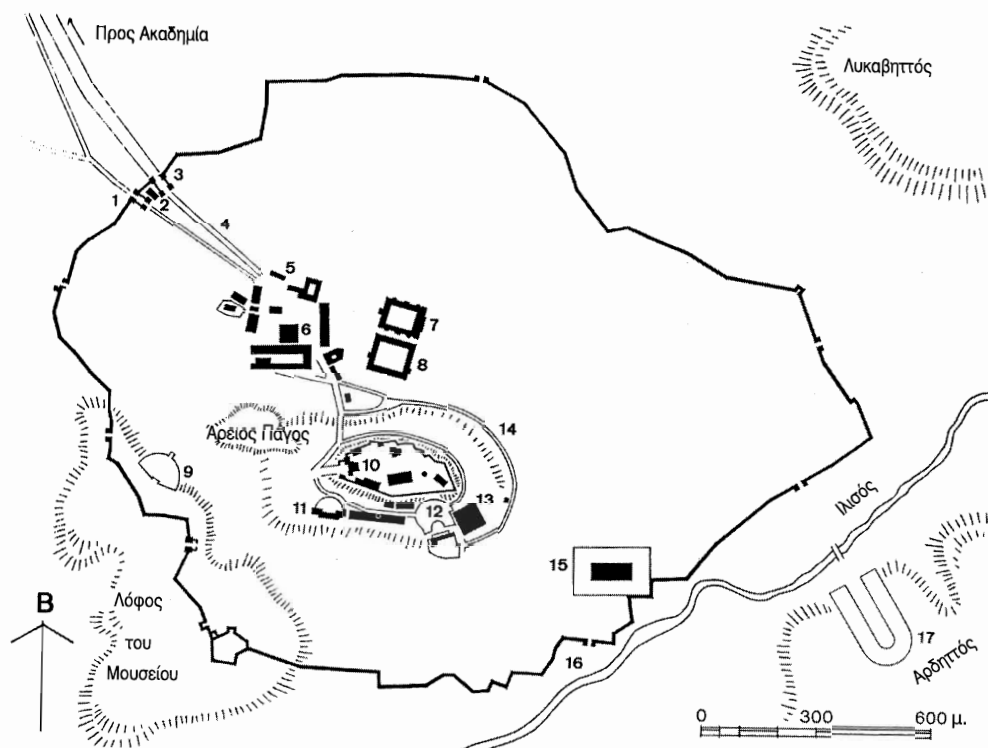 Προς Ακαδημία
Λυκαβηττός
3
1
2
4
5
7
6
8
Άρειος Πάγος
14
9
10
13
11
12
Ιλισός
15
Λόφος
του
Μουσείου
Β
16
17
Αρδηττός
0 300 600 μ.